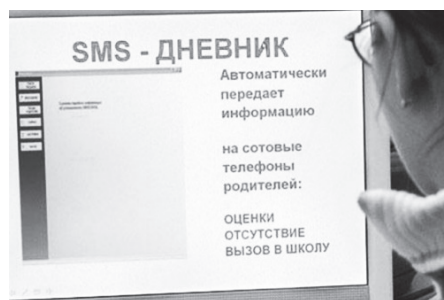 SMS - ДНЕВНИК
Автоматически
передает
информацию
на сотовые
телефоны
родителей:
ОЦЕНКИ
ОТСУТСТВИЕ
ВЫЗОВ В ШКОЛУ